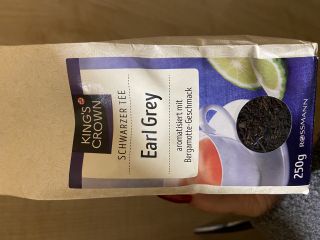 KING'S
CROWN
SCHWARZER TEE
Earl Grey
aromatisiert mit
Bergamotte-Geschmack
250g
ROSSMANN